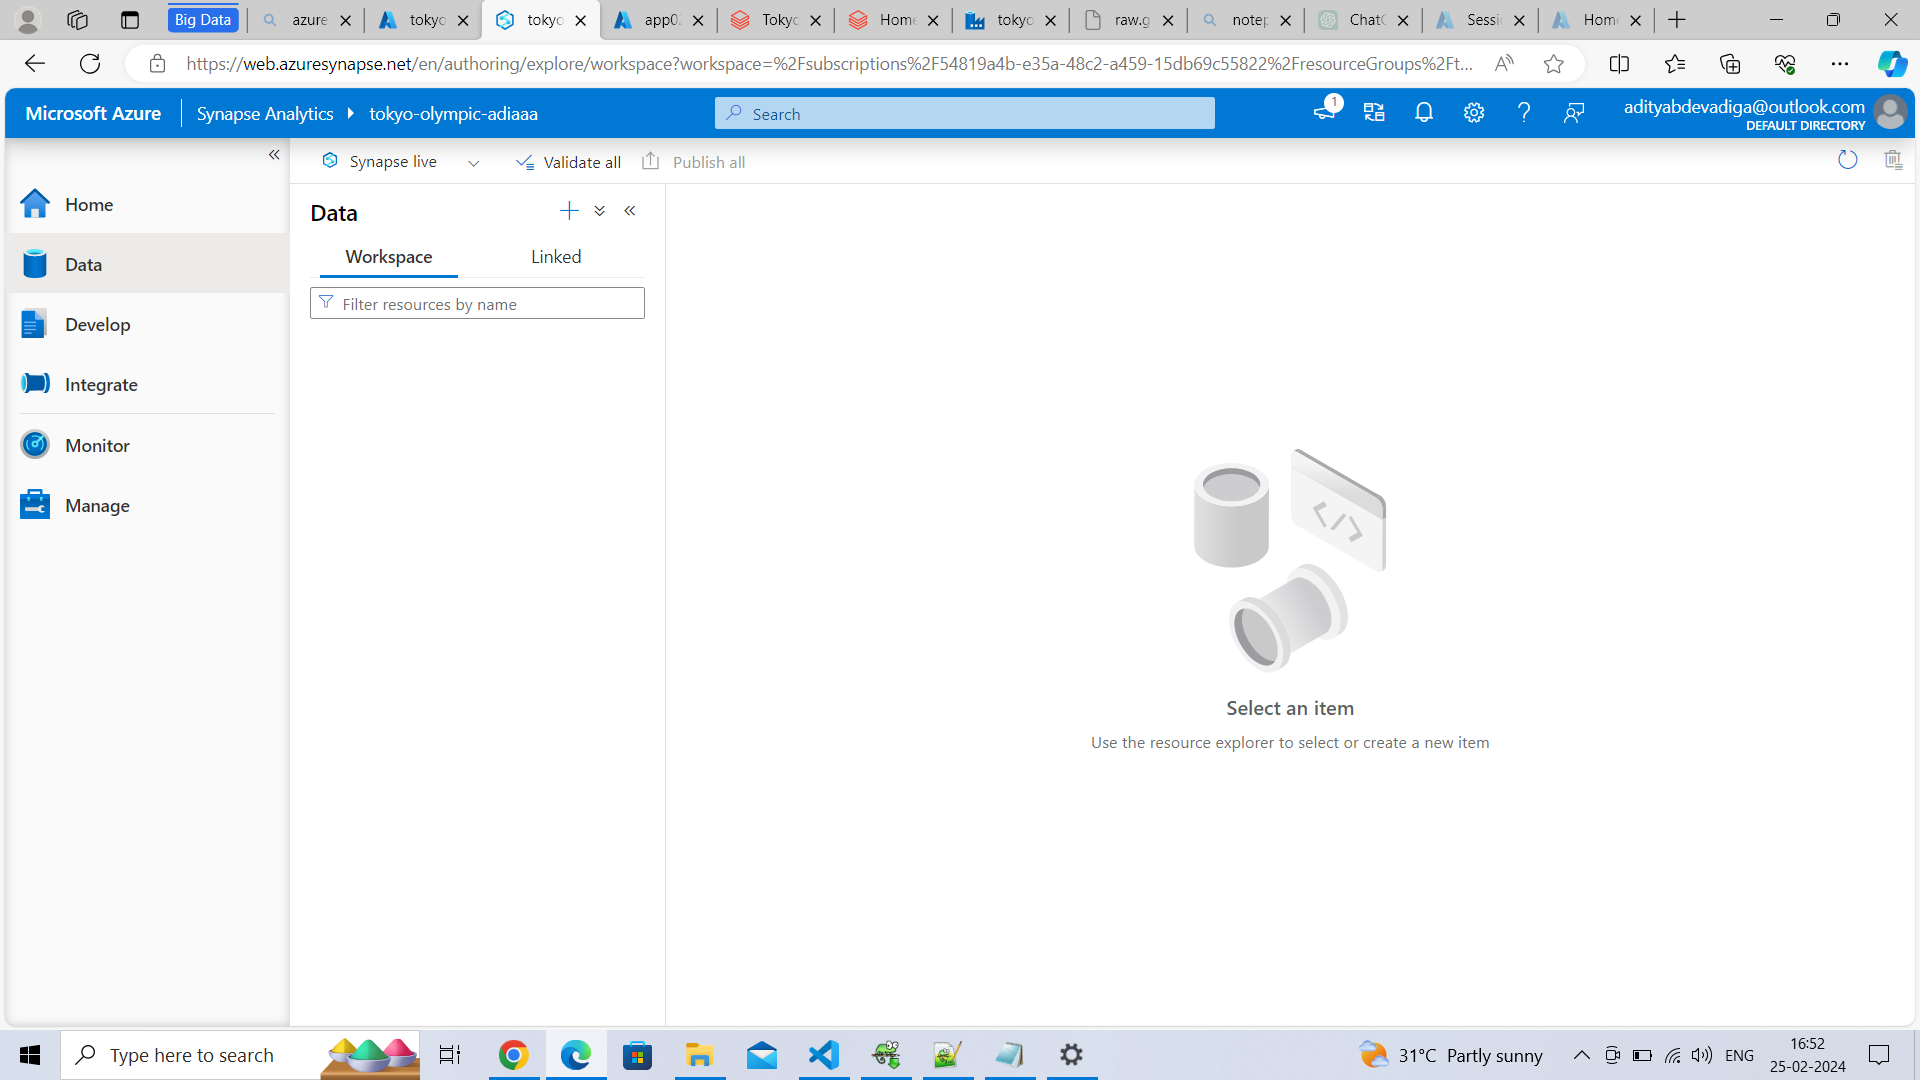 Big Data
azure
tokyo
tokyo
app02
Tokyo
Home
tokyo
raw.g
notep
ChatG
Sessi
Home
https://web.azuresynapse.net/en/authoring/explore/workspace?workspace=%2Fsubscriptions%2F54819a4b-e35a-48c2-a459-15db69c55822%2FresourceGroups%2Ft...
Microsoft Azure
Synapse Analytics
tokyo-olympic-adiaaa
Search
1
adityabdevadiga@outlook.com
DEFAULT DIRECTORY
Synapse live
Validate all
Publish all
Home
Data
Develop
Integrate
Monitor
Manage
Data
Workspace
Linked
Filter resources by name
Select an item
Use the resource explorer to select or create a new item
Type here to search
31°C Partly sunny
ENG
16:52
25-02-2024